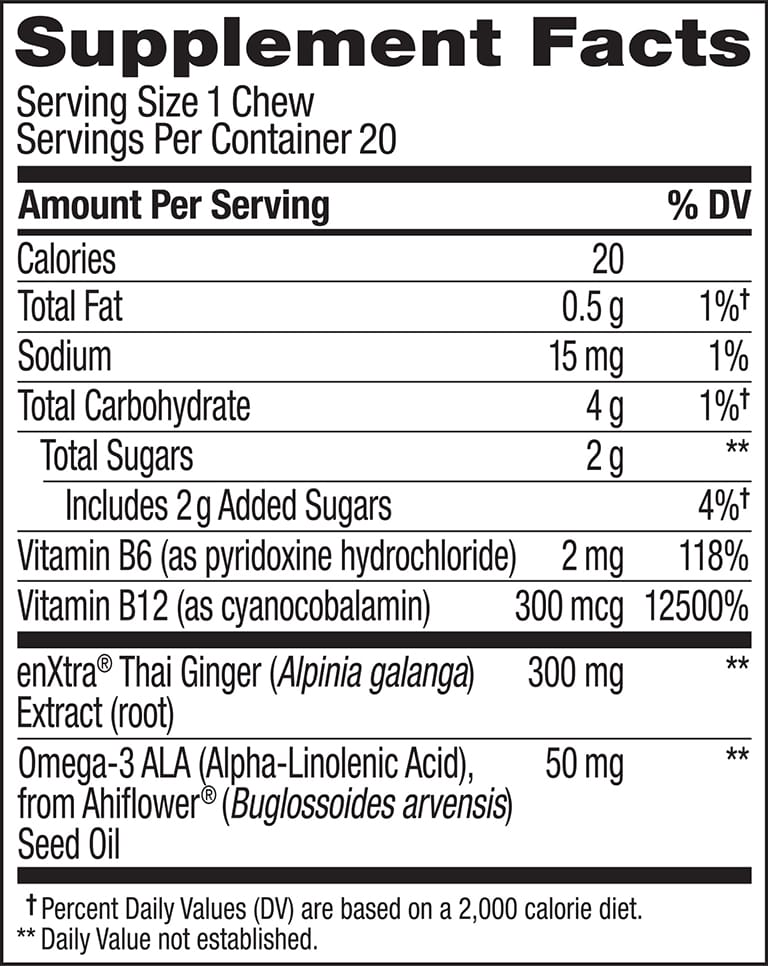 Supplement Facts
Serving Size 1 Chew
Servings Per Container 20
Amount Per Serving % DV
Calories 20
Total Fat 0.5 g 1%†
Sodium 15 mg 1%
Total Carbohydrate 4 g 1%†
Total Sugars 2 g **
Includes 2 g Added Sugars 4%†
Vitamin B6 (as pyridoxine hydrochloride) 2 mg 118%
Vitamin B12 (as cyanocobalamin) 300 mcg 12500%
enXtra® Thai Ginger (Alpinia galanga) 300 mg **
Extract (root)
Omega-3 ALA (Alpha-Linolenic Acid), 50 mg **
from Ahiflower® (Buglossoides arvensis)
Seed Oil
† Percent Daily Values (DV) are based on a 2,000 calorie diet.
** Daily Value not established.